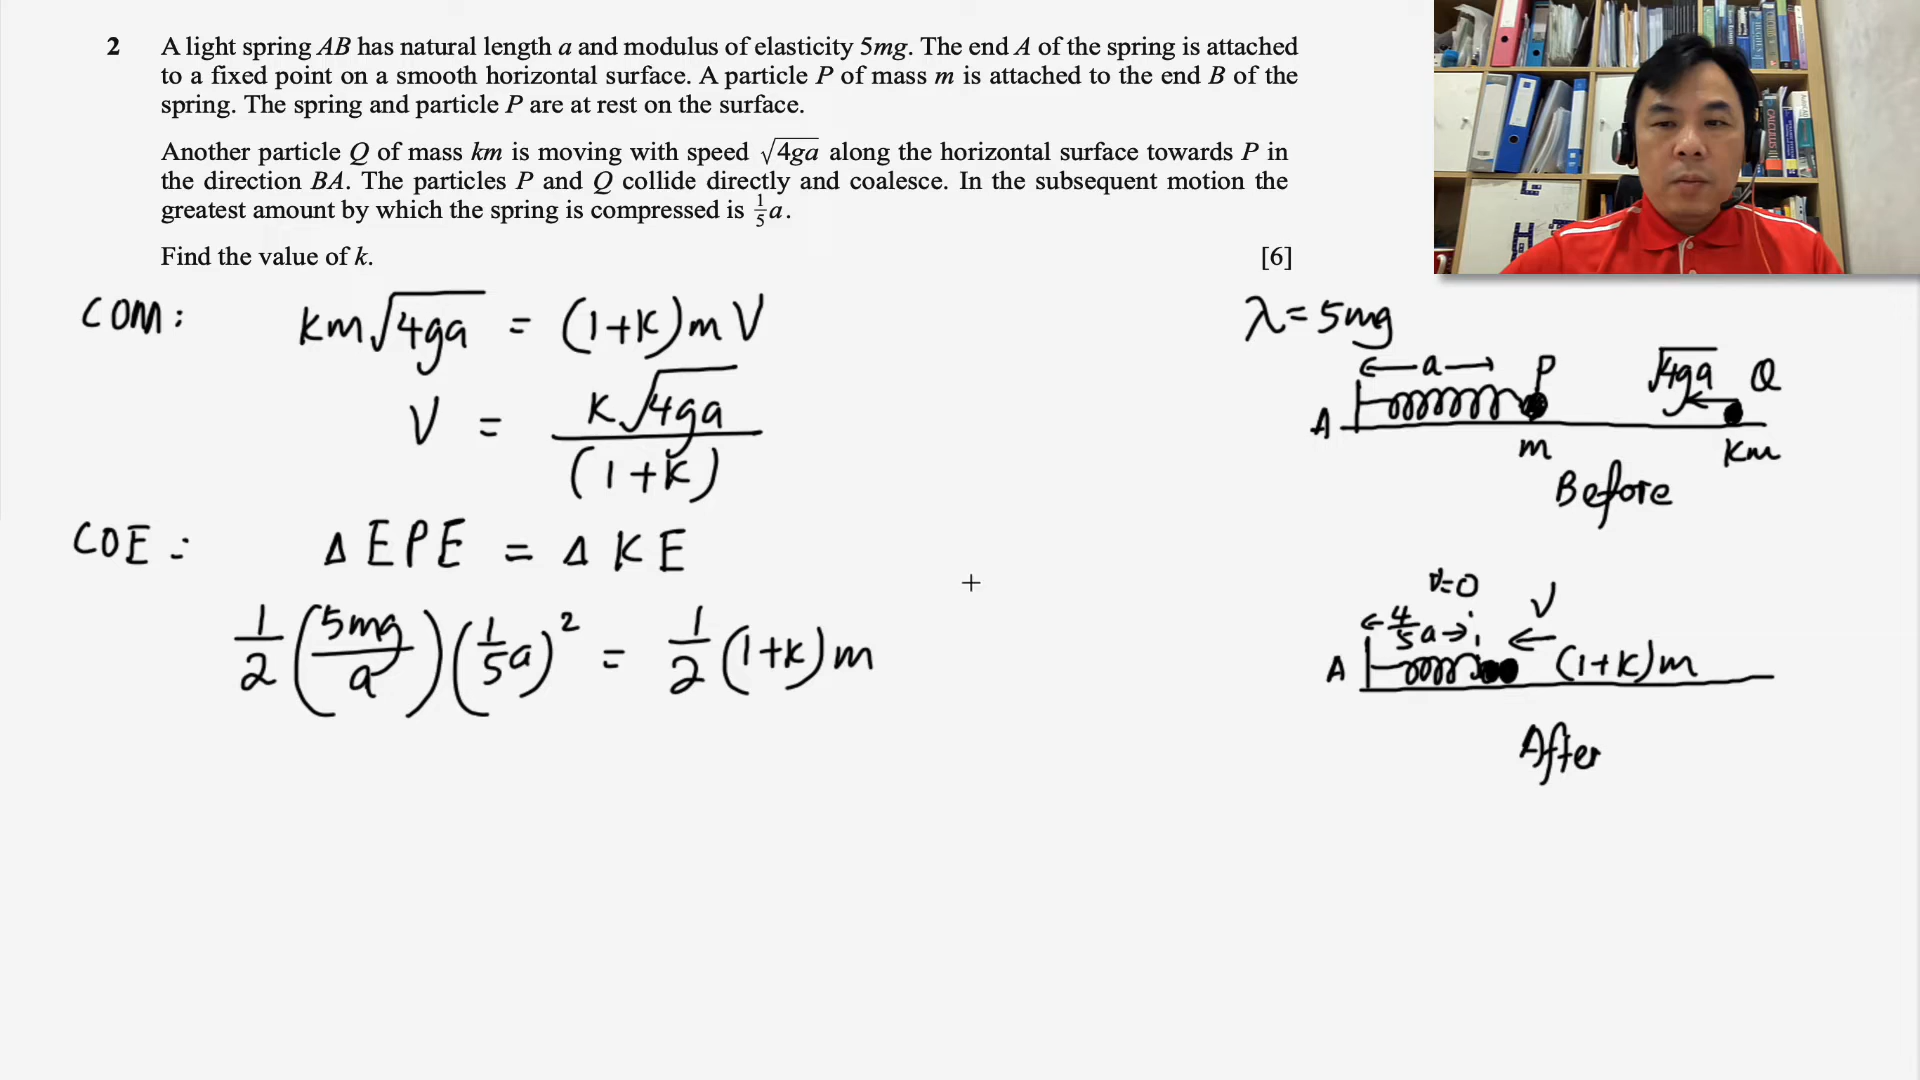 2 A light spring AB has natural length a and modulus of elasticity 5mg. The end A of the spring is attached
to a fixed point on a smooth horizontal surface. A particle P of mass m is attached to the end B of the
spring. The spring and particle P are at rest on the surface.
Another particle Q of mass km is moving with speed √4ga along the horizontal surface towards P in
the direction BA. The particles P and Q collide directly and coalesce. In the subsequent motion the
greatest amount by which the spring is compressed is 1/5 a.
Find the value of k. [6]
COM: km√4ga = (1+k)mV
V = k√4ga / (1+k)
COE: Δ EPE = Δ KE
1/2 (5mg/a) (1/5 a)² = 1/2 (1+k)m
λ = 5mg
a P √4ga Q
A
m km
Before
v=0
4/5 a V
A (1+k)m
After
CALCULUS